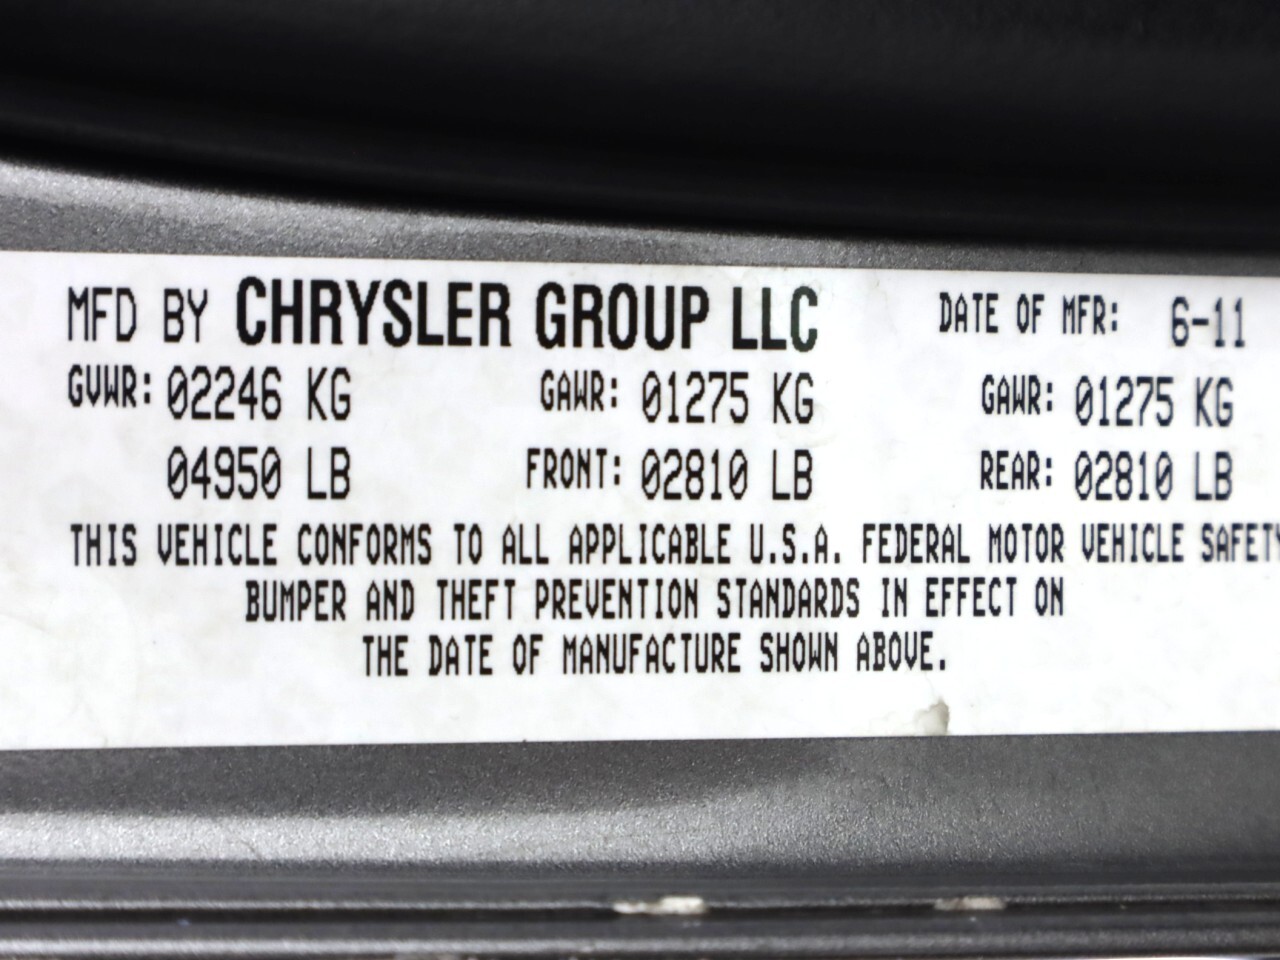 MFD BY CHRYSLER GROUP LLC DATE OF MFR: 6-11
GVWR: 02246 KG GAWR: 01275 KG GAWR: 01275 KG
04950 LB FRONT: 02810 LB REAR: 02810 LB
THIS VEHICLE CONFORMS TO ALL APPLICABLE U.S.A. FEDERAL MOTOR VEHICLE SAFETY
BUMPER AND THEFT PREVENTION STANDARDS IN EFFECT ON
THE DATE OF MANUFACTURE SHOWN ABOVE.